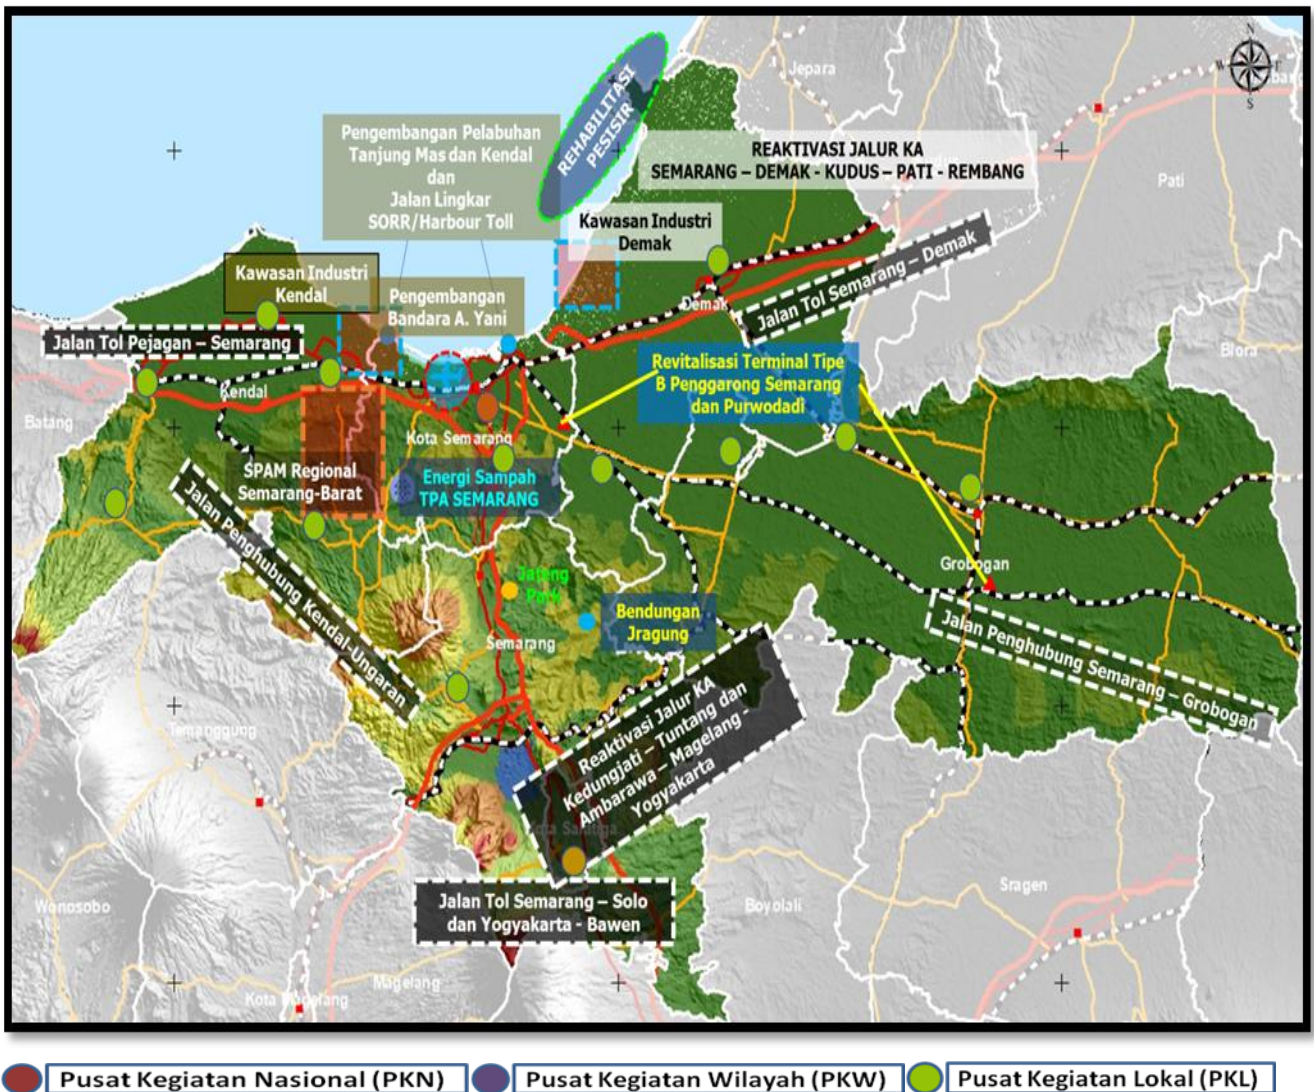 N
W
E
S
Jepara
REHABILITASI
PESISIR
Pengembangan Pelabuhan
Tanjung Mas dan Kendal
dan
Jalan Lingkar
SORR/Harbour Toll
REAKTIVASI JALUR KA
SEMARANG – DEMAK - KUDUS – PATI - REMBANG
Pati
Kawasan Industri
Demak
Jalan Tol Semarang – Demak
Kawasan Industri
Kendal
Pengembangan
Bandara A. Yani
Demak
Jalan Tol Pejagan – Semarang
Blora
Revitalisasi Terminal Tipe
B Penggarong Semarang
dan Purwodadi
Kendal
Batang
Kota Semarang
SPAM Regional
Semarang-Barat
Energi Sampah
TPA SEMARANG
Jalan Penghubung Kendal-Ungaran
Jateng
Park
Grobogan
Bendungan
Jragung
Semarang
Jalan Penghubung Semarang – Grobogan
Temanggung
Reaktivasi Jalur KA
Kedungjati – Tuntang dan
Ambarawa – Magelang -
Yogyakarta
Kota Salatiga
Jalan Tol Semarang – Solo
dan Yogyakarta - Bawen
Wonosobo
Boyolali
Sragen
Magelang
Kota Magelang
Pusat Kegiatan Nasional (PKN)
Pusat Kegiatan Wilayah (PKW)
Pusat Kegiatan Lokal (PKL)